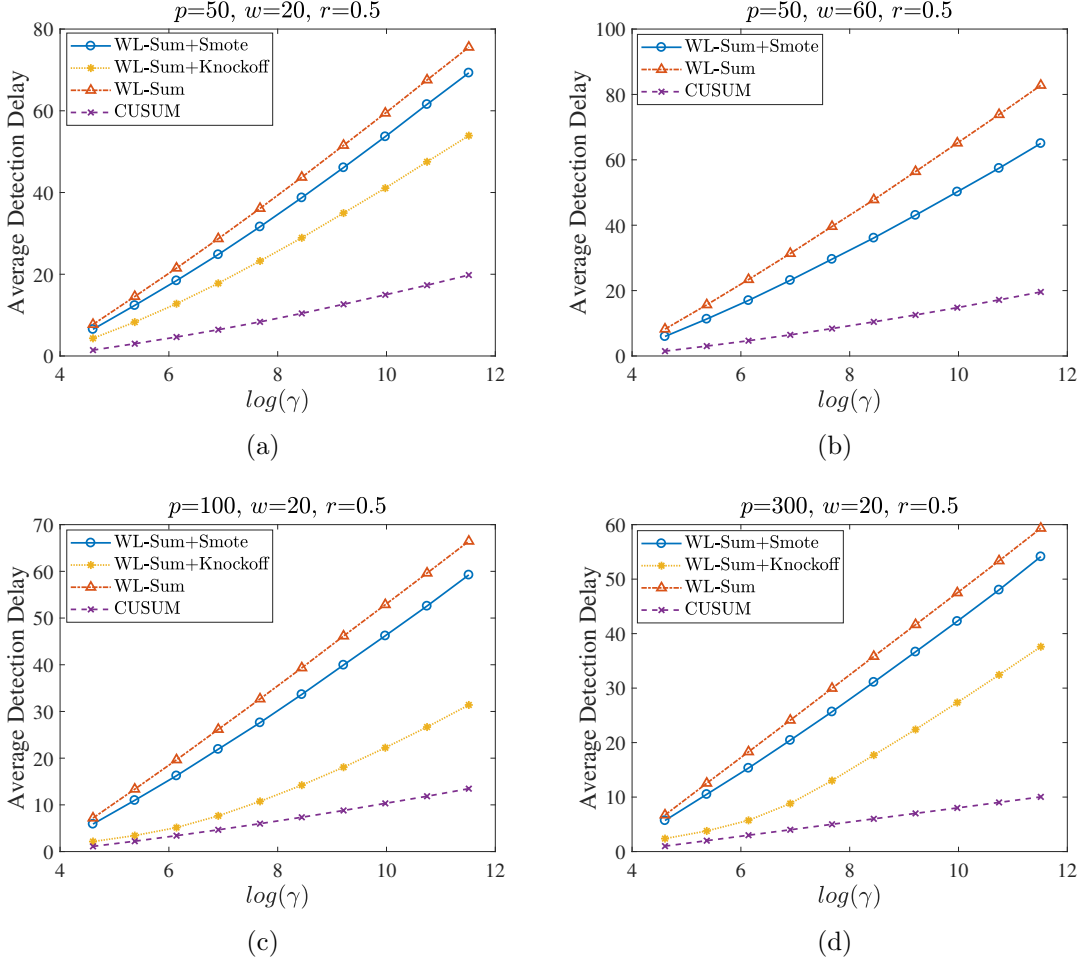 p=50, w=20, r=0.5
80
60
40
20
0
Average Detection Delay
WL-Sum+Smote
WL-Sum+Knockoff
WL-Sum
CUSUM
4 6 8 10 12
log(γ)
(a)
p=50, w=60, r=0.5
100
80
60
40
20
0
Average Detection Delay
WL-Sum+Smote
WL-Sum
CUSUM
4 6 8 10 12
log(γ)
(b)
p=100, w=20, r=0.5
70
60
50
40
30
20
10
0
Average Detection Delay
WL-Sum+Smote
WL-Sum+Knockoff
WL-Sum
CUSUM
4 6 8 10 12
log(γ)
(c)
p=300, w=20, r=0.5
60
50
40
30
20
10
0
Average Detection Delay
WL-Sum+Smote
WL-Sum+Knockoff
WL-Sum
CUSUM
4 6 8 10 12
log(γ)
(d)